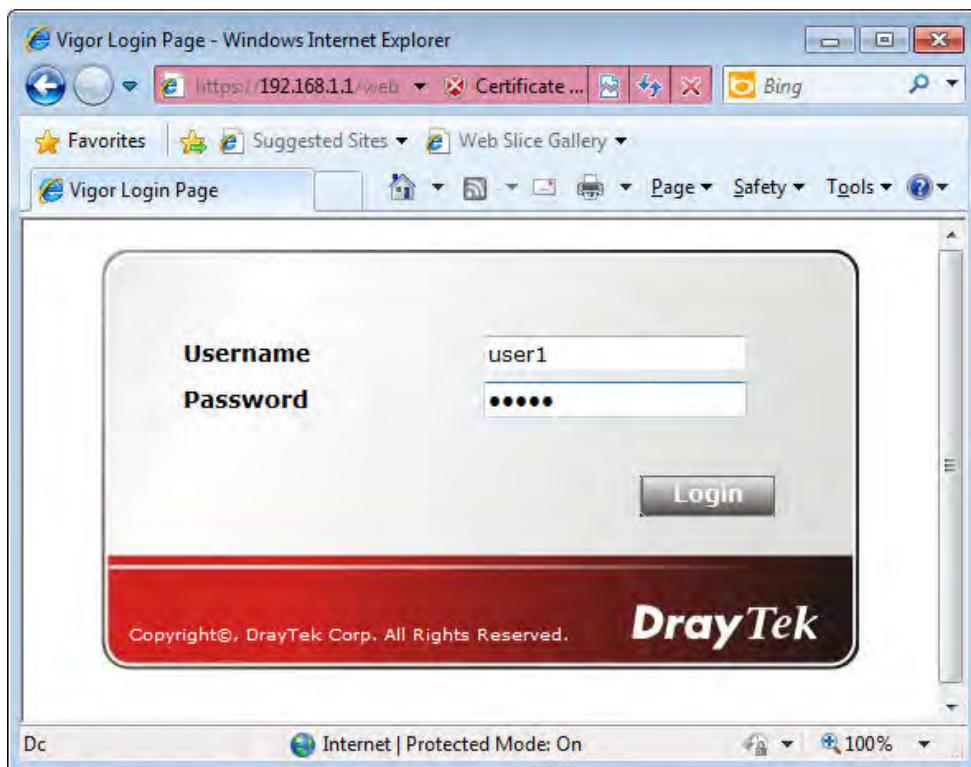 Vigor Login Page - Windows Internet Explorer
https://192.168.1.1/web Certificate ... Bing
Favorites Suggested Sites Web Slice Gallery
Vigor Login Page Page Safety Tools
Username user1
Password •••••
Login
Copyright©, DrayTek Corp. All Rights Reserved. DrayTek
Dc Internet | Protected Mode: On 100%